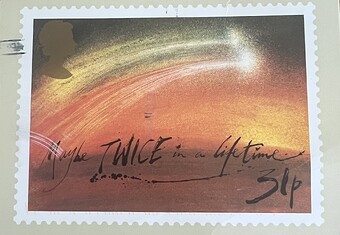 Maybe TWICE in a lifetime
31p